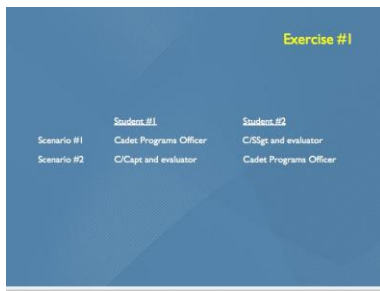 Exercise #1
Student #1 Student #2
Scenario #1 Cadet Programs Officer C/SSgt and evaluator
Scenario #2 C/Capt and evaluator Cadet Programs Officer